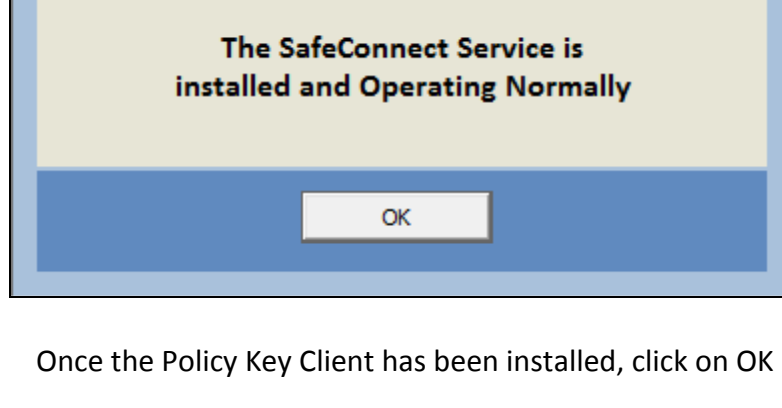 The SafeConnect Service is
installed and Operating Normally
OK
Once the Policy Key Client has been installed, click on OK